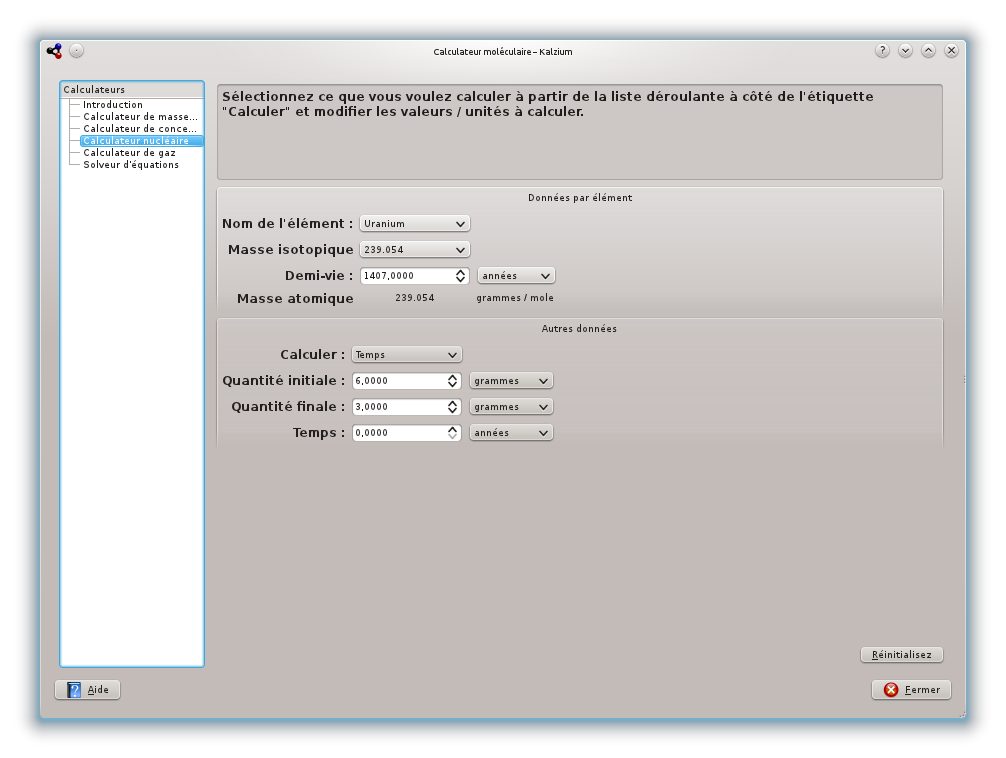 Calculateur moléculaire – Kalzium
Calculateurs
Introduction
Calculateur de masse...
Calculateur de conce...
Calculateur nucléaire
Calculateur de gaz
Solveur d'équations
Sélectionnez ce que vous voulez calculer à partir de la liste déroulante à côté de l'étiquette
"Calculer" et modifier les valeurs / unités à calculer.
Données par élément
Nom de l'élément : Uranium
Masse isotopique 239.054
Demi-vie : 1407,0000 années
Masse atomique 239.054 grammes / mole
Autres données
Calculer : Temps
Quantité initiale : 6,0000 grammes
Quantité finale : 3,0000 grammes
Temps : 0,0000 années
Réinitialisez
Aide
Fermer